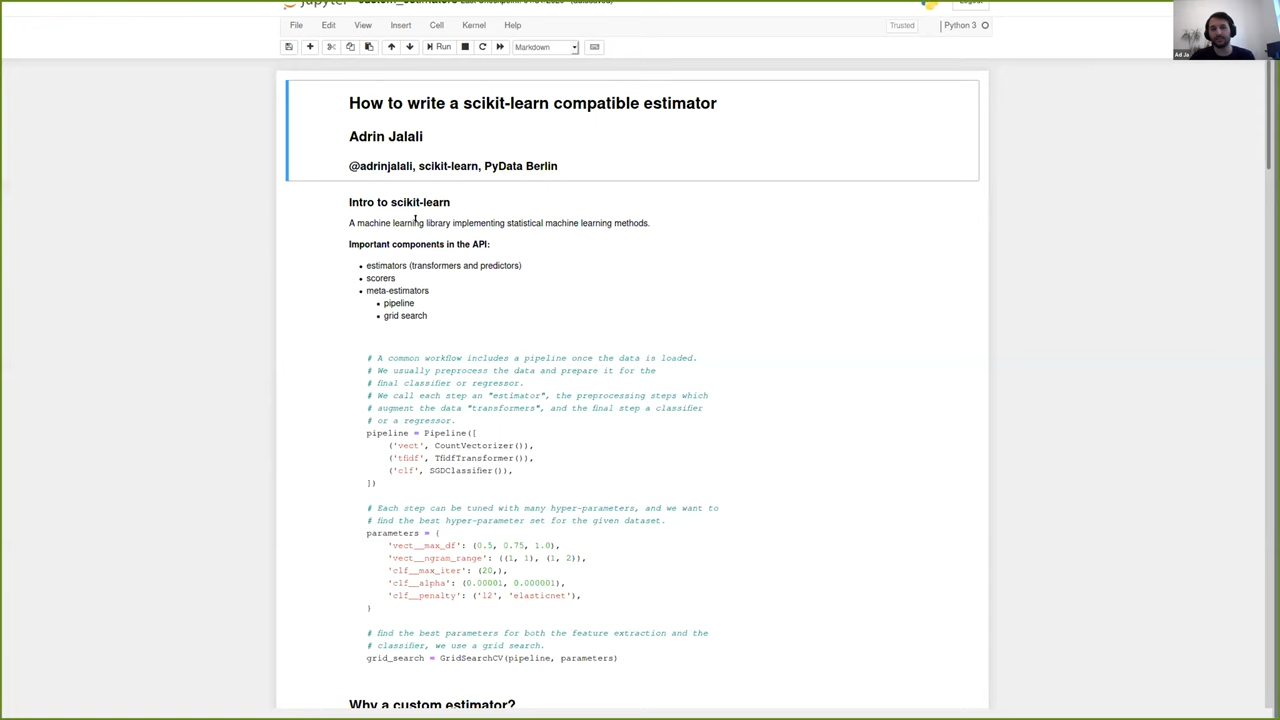 File Edit View Insert Cell Kernel Help
Trusted
Python 3
Run
Markdown
Ad Ja
How to write a scikit-learn compatible estimator
Adrin Jalali
@adrinjalali, scikit-learn, PyData Berlin
Intro to scikit-learn
A machine learning library implementing statistical machine learning methods.
Important components in the API:
estimators (transformers and predictors)
scorers
meta-estimators
pipeline
grid search
# A common workflow includes a pipeline once the data is loaded.
# We usually preprocess the data and prepare it for the
# final classifier or regressor.
# We call each step an "estimator", the preprocessing steps which
# augment the data "transformers", and the final step a classifier
# or a regressor.
pipeline = Pipeline([
('vect', CountVectorizer()),
('tfidf', TfidfTransformer()),
('clf', SGDClassifier()),
])
# Each step can be tuned with many hyper-parameters, and we want to
# find the best hyper-parameter set for the given dataset.
parameters = {
'vect__max_df': (0.5, 0.75, 1.0),
'vect__ngram_range': ((1, 1), (1, 2)),
'clf__max_iter': (20,),
'clf__alpha': (0.00001, 0.000001),
'clf__penalty': ('l2', 'elasticnet'),
}
# find the best parameters for both the feature extraction and the
# classifier, we use a grid search.
grid_search = GridSearchCV(pipeline, parameters)
Why a custom estimator?